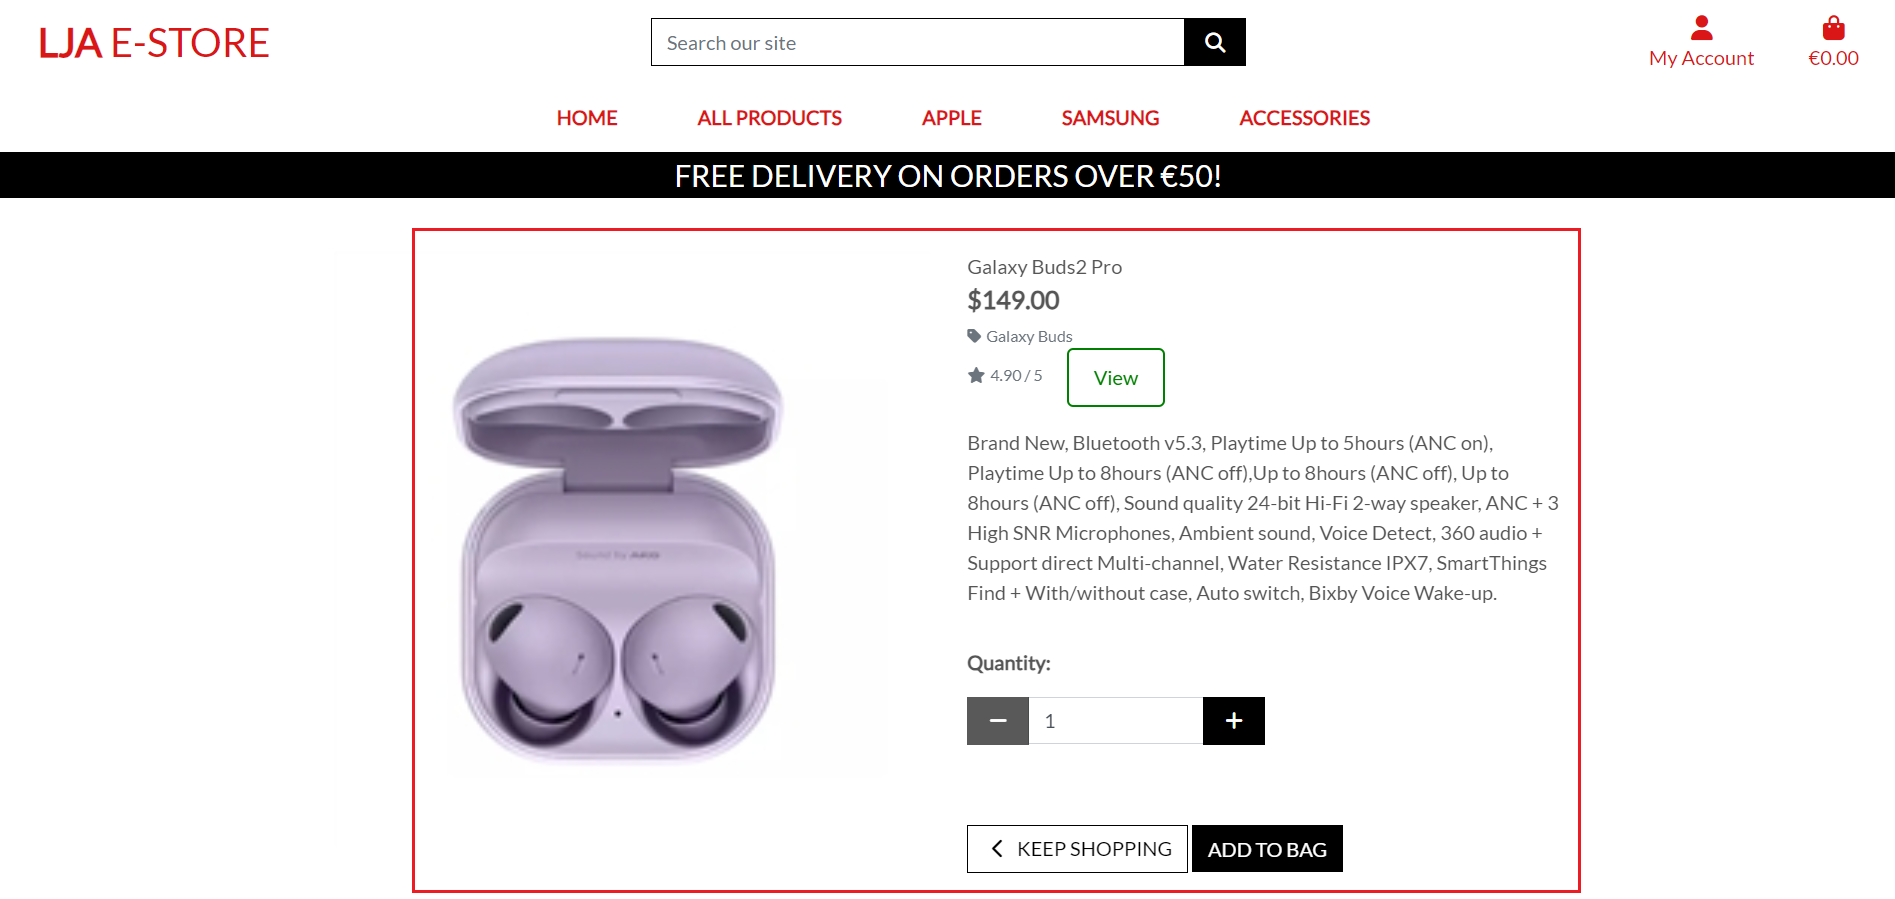 LJA E-STORE
Search our site
My Account
€0.00
HOME
ALL PRODUCTS
APPLE
SAMSUNG
ACCESSORIES
FREE DELIVERY ON ORDERS OVER €50!
Galaxy Buds2 Pro
$149.00
Galaxy Buds
4.90 / 5
View
Brand New, Bluetooth v5.3, Playtime Up to 5hours (ANC on),
Playtime Up to 8hours (ANC off),Up to 8hours (ANC off), Up to
8hours (ANC off), Sound quality 24-bit Hi-Fi 2-way speaker, ANC + 3
High SNR Microphones, Ambient sound, Voice Detect, 360 audio +
Support direct Multi-channel, Water Resistance IPX7, SmartThings
Find + With/without case, Auto switch, Bixby Voice Wake-up.
Sound by AKG
Quantity:
1
KEEP SHOPPING
ADD TO BAG